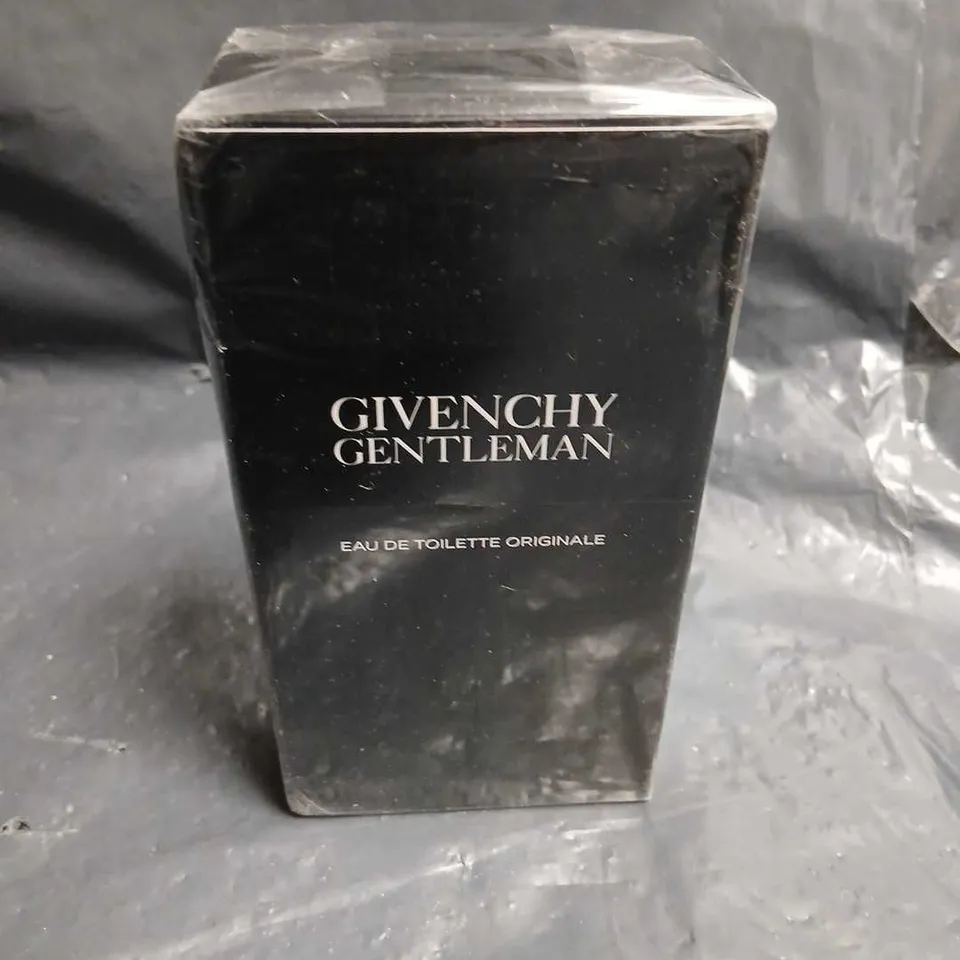 GIVENCHY
GENTLEMAN
EAU DE TOILETTE ORIGINALE